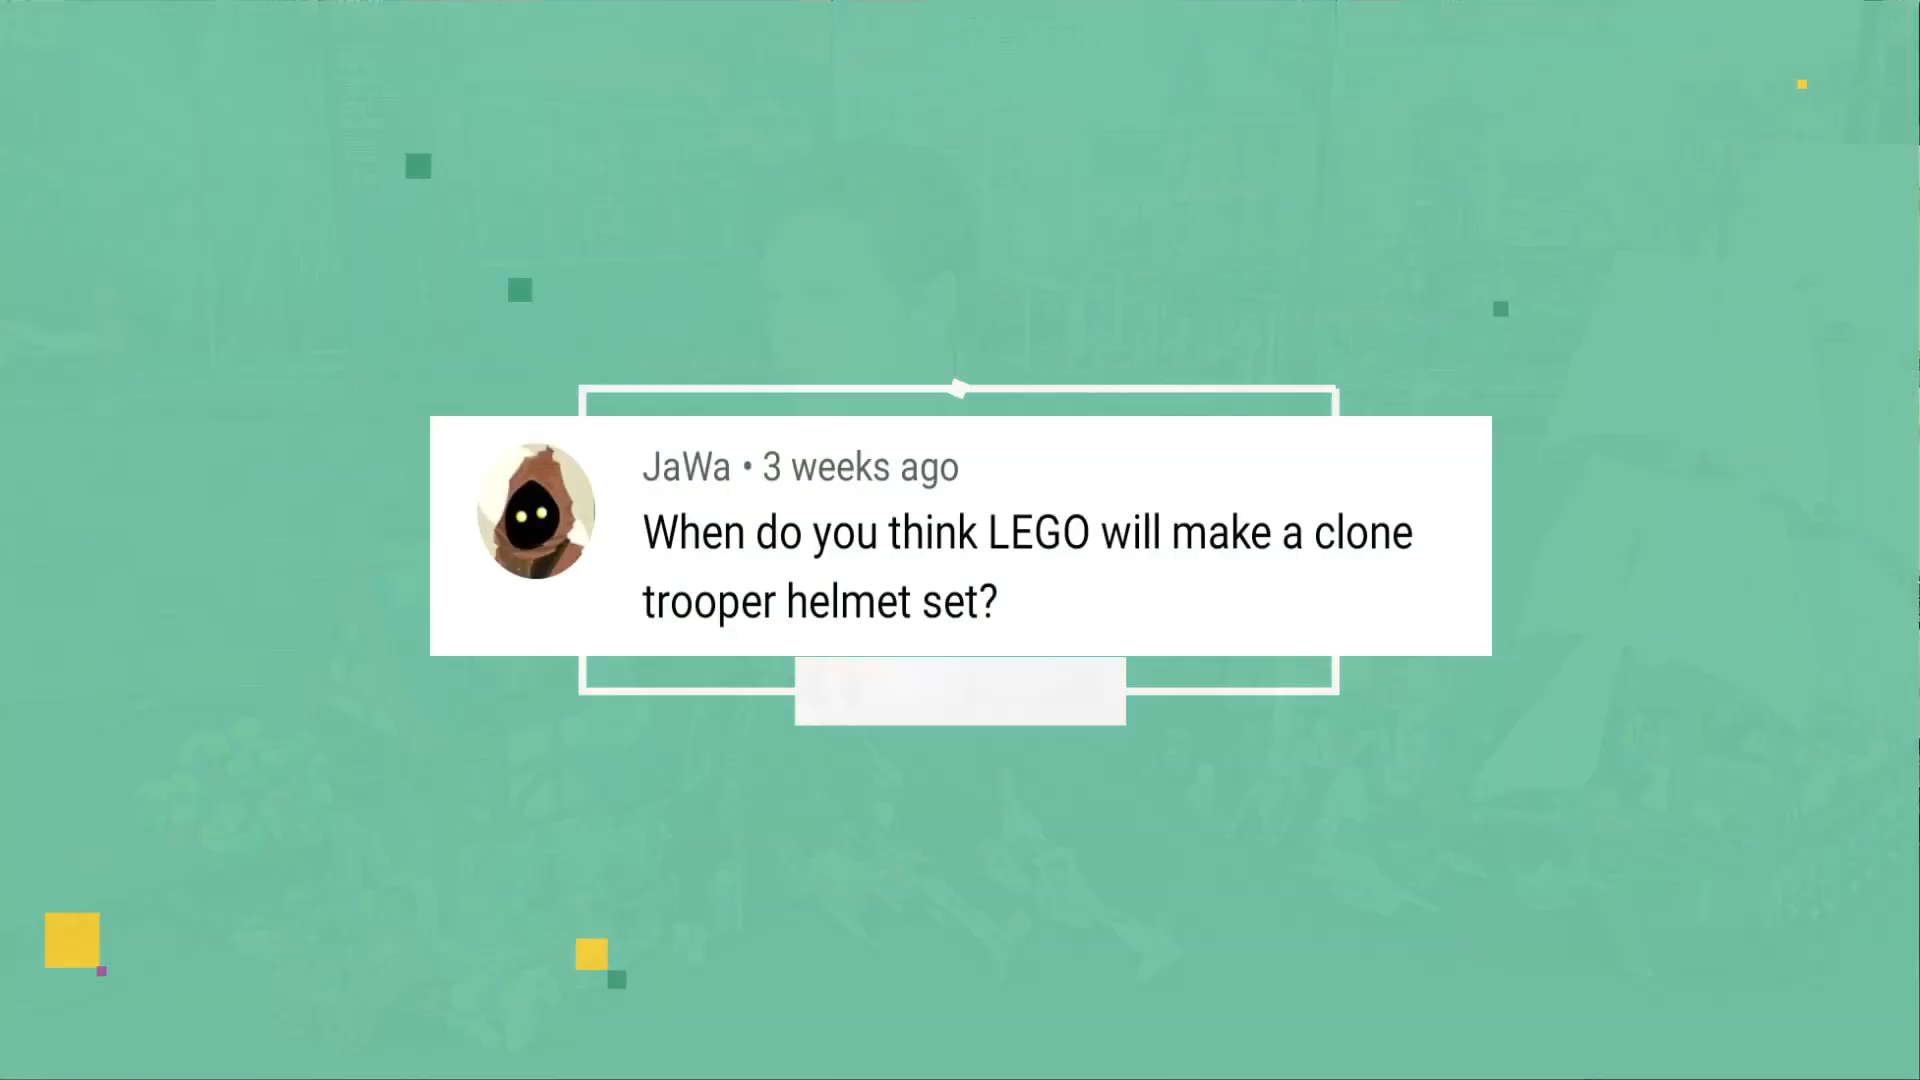 JaWa • 3 weeks ago
When do you think LEGO will make a clone
trooper helmet set?